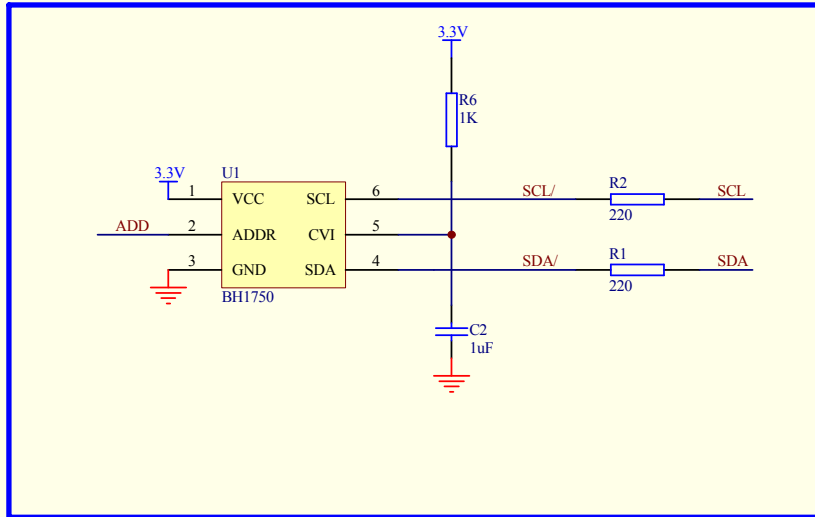 3.3V
R6
1K
3.3V
U1
1 VCC SCL 6 SCL/ R2 SCL
220
ADD 2 ADDR CVI 5
3 GND SDA 4 SDA/ R1 SDA
220
BH1750
C2
1uF